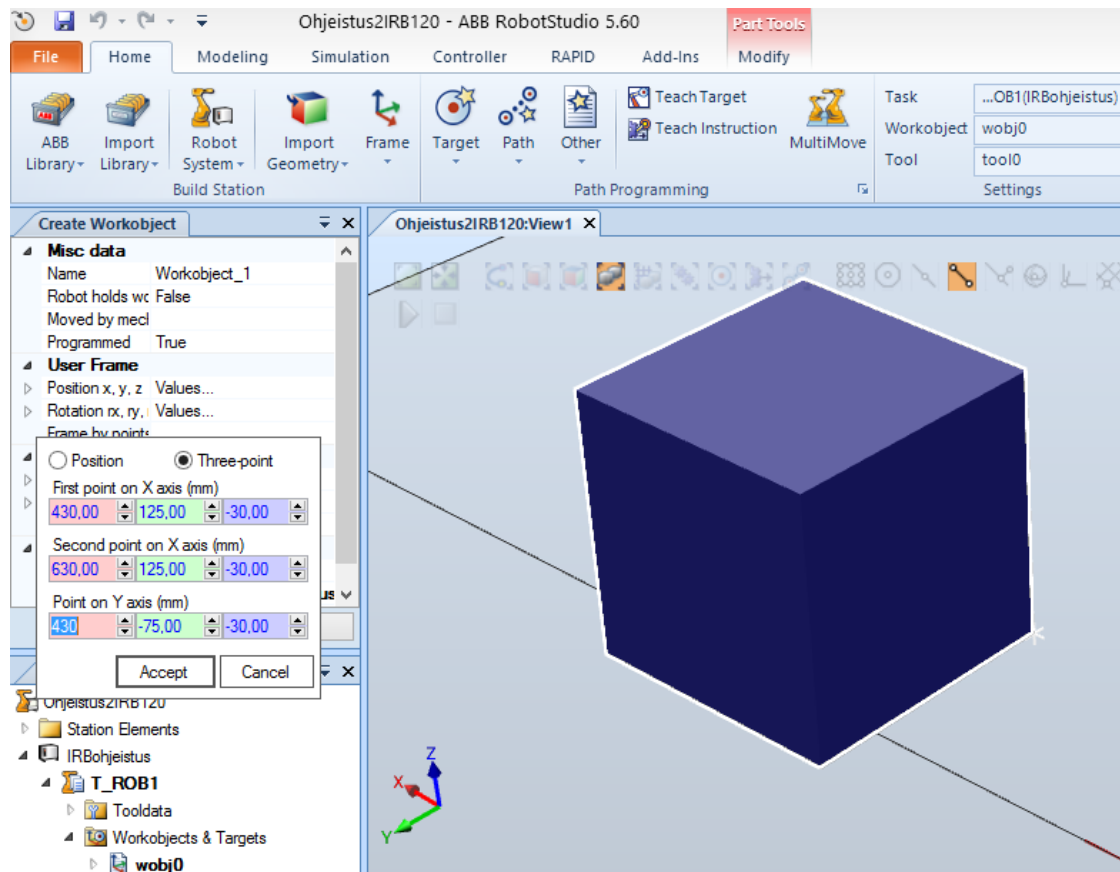 Ohjeistus2IRB120 - ABB RobotStudio 5.60
Part Tools
File Home Modeling Simulation Controller RAPID Add-Ins Modify
ABB Library
Import Library
Robot System
Import Geometry
Frame
Build Station
Target
Path
Other
Teach Target
Teach Instruction
MultiMove
Path Programming
Task ...OB1(IRBohjeistus)
Workobject wobj0
Tool tool0
Settings
Create Workobject
Misc data
Name Workobject_1
Robot holds wc False
Moved by mecl
Programmed True
User Frame
Position x, y, z Values...
Rotation rx, ry, Values...
Frame by points
Position Three-point
First point on X axis (mm)
430,00 125,00 -30,00
Second point on X axis (mm)
630,00 125,00 -30,00
Point on Y axis (mm)
430 -75,00 -30,00
Accept Cancel
Ohjeistus2IRB120
Station Elements
IRBohjeistus
T_ROB1
Tooldata
Workobjects & Targets
wobj0
Ohjeistus2IRB120:View1
Z
X
Y